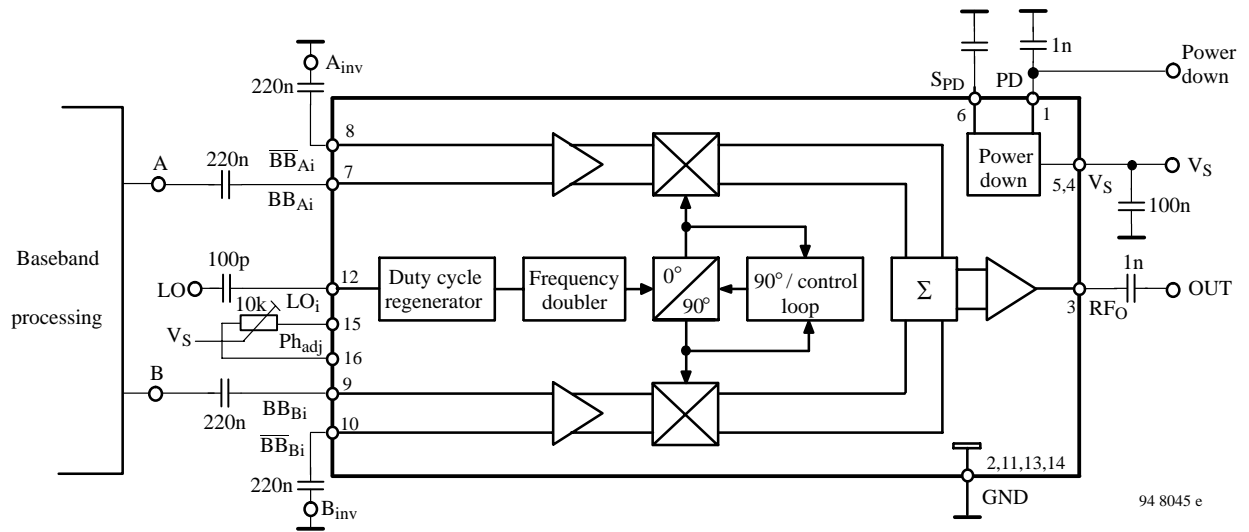 1n
Power
down
A_inv
220n
S_PD
PD
6
1
8
B̅B̅_Ai
A
220n
7
BB_Ai
Power
down
V_S
5,4
V_S
100n
Baseband
processing
100p
LO
12
LO_i
Duty cycle
regenerator
Frequency
doubler
0°
90°
90° / control
loop
Σ
1n
OUT
3
RF_O
10k
15
V_S
Ph_adj
16
B
9
220n
BB_Bi
10
B̅B̅_Bi
220n
B_inv
2,11,13,14
GND
94 8045 e